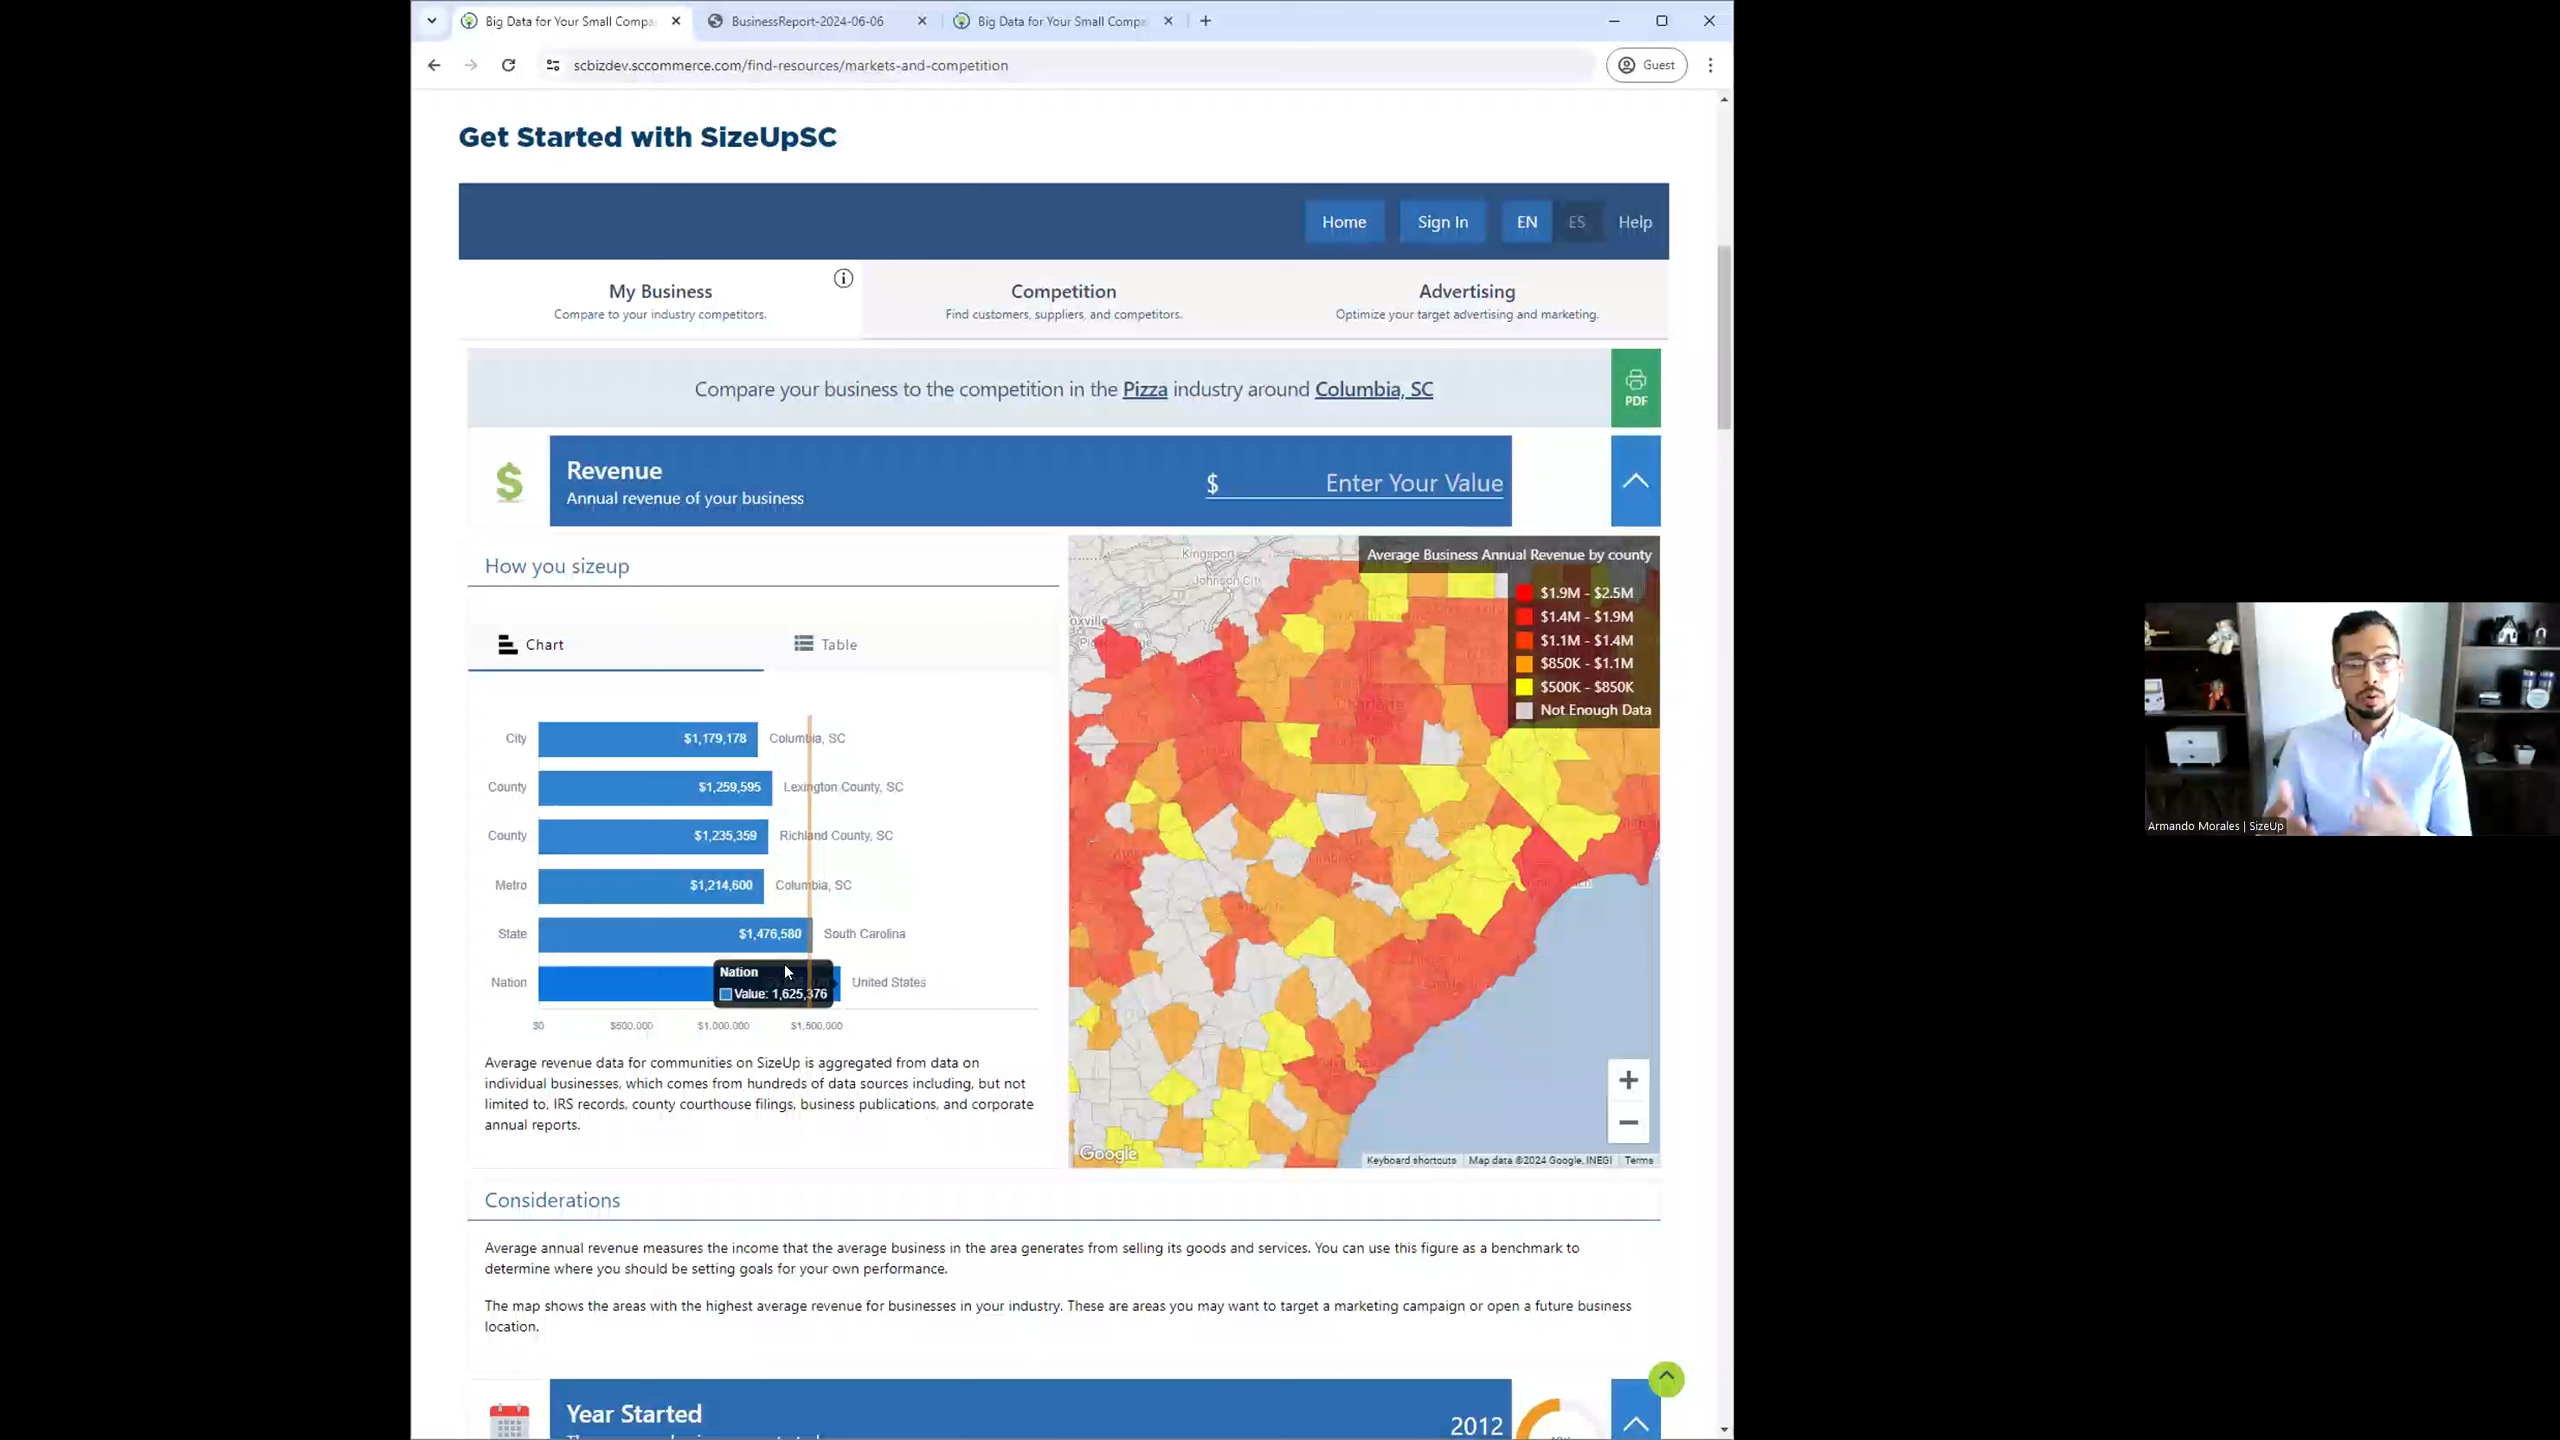 Big Data for Your Small Compa
BusinessReport-2024-06-06
Big Data for Your Small Compa
scbizdev.sccommerce.com/find-resources/markets-and-competition
Guest
Get Started with SizeUpSC
Home
Sign In
EN
ES
Help
My Business
Compare to your industry competitors.
Competition
Find customers, suppliers, and competitors.
Advertising
Optimize your target advertising and marketing.
Compare your business to the competition in the Pizza industry around Columbia, SC
PDF
Revenue
Annual revenue of your business
$ Enter Your Value
How you sizeup
Chart
Table
City $1,179,178 Columbia, SC
County $1,259,595 Lexington County, SC
County $1,235,359 Richland County, SC
Metro $1,214,600 Columbia, SC
State $1,476,580 South Carolina
Nation United States
Nation
Value: 1,625,376
$0 $500,000 $1,000,000 $1,500,000
Average revenue data for communities on SizeUp is aggregated from data on
individual businesses, which comes from hundreds of data sources including, but not
limited to, IRS records, county courthouse filings, business publications, and corporate
annual reports.
Average Business Annual Revenue by county
$1.9M - $2.5M
$1.4M - $1.9M
$1.1M - $1.4M
$850K - $1.1M
$500K - $850K
Not Enough Data
Kingsport
Johnson City
Google
Keyboard shortcuts
Map data ©2024 Google, INEGI
Terms
Considerations
Average annual revenue measures the income that the average business in the area generates from selling its goods and services. You can use this figure as a benchmark to
determine where you should be setting goals for your own performance.
The map shows the areas with the highest average revenue for businesses in your industry. These are areas you may want to target a marketing campaign or open a future business
location.
Year Started
2012
Armando Morales | SizeUp